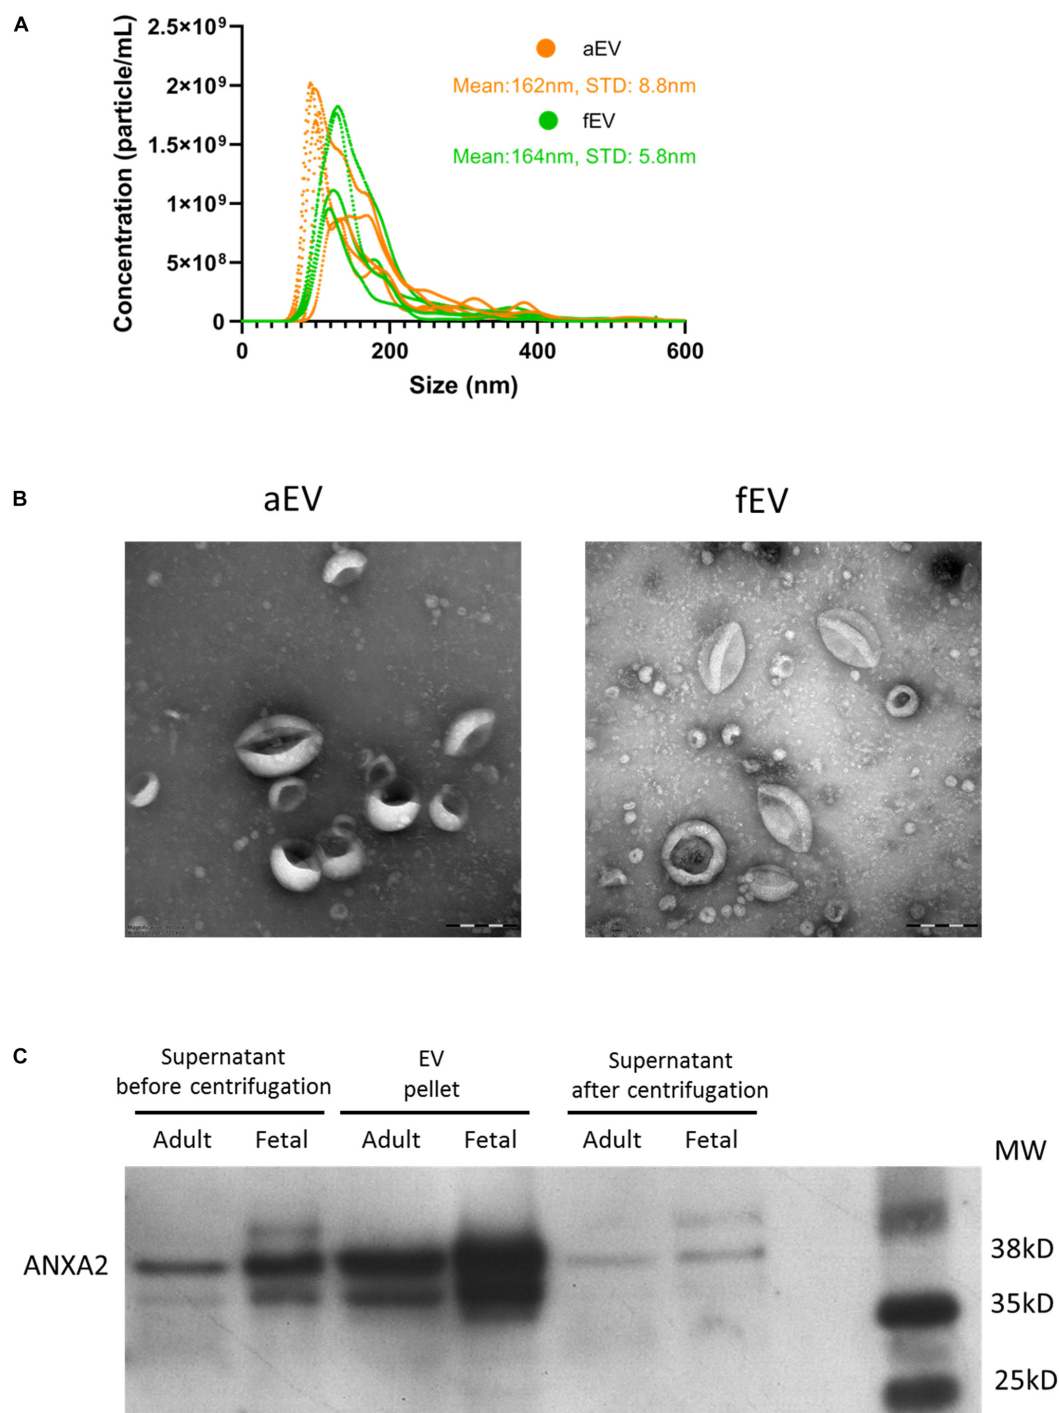 A
Concentration (particle/mL)
2.5×10⁹
2×10⁹
1.5×10⁹
1×10⁹
5×10⁸
0
0 200 400 600
Size (nm)
aEV
Mean:162nm, STD: 8.8nm
fEV
Mean:164nm, STD: 5.8nm
B
aEV fEV
C
Supernatant
before centrifugation
EV
pellet
Supernatant
after centrifugation
Adult Fetal Adult Fetal Adult Fetal
MW
ANXA2
38kD
35kD
25kD